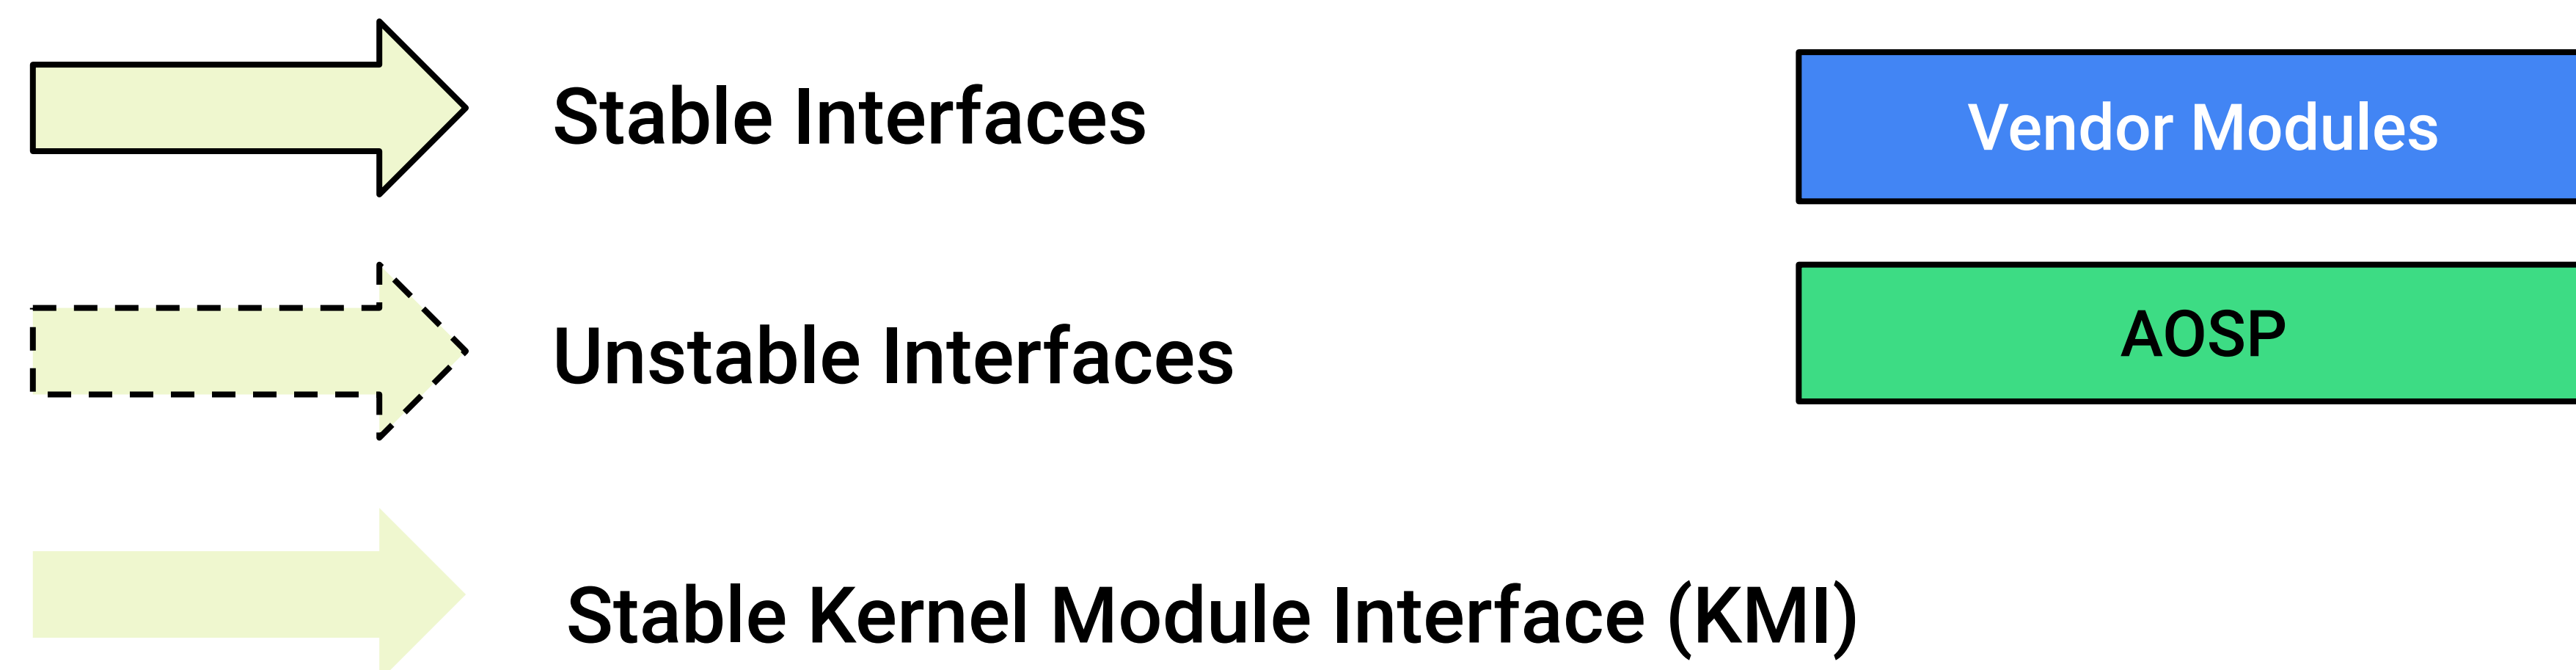 Stable Interfaces
Vendor Modules
Unstable Interfaces
AOSP
Stable Kernel Module Interface (KMI)